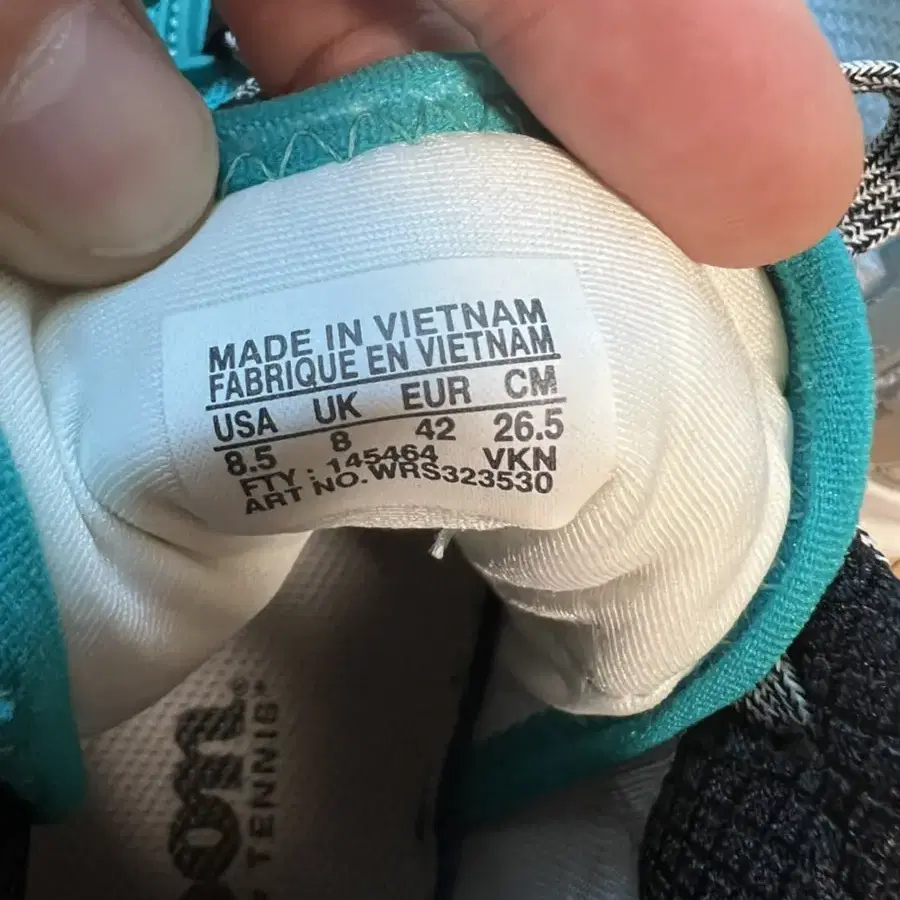 MADE IN VIETNAM
FABRIQUE EN VIETNAM
USA UK EUR CM
8.5 8 42 26.5
FTY : 145464 VKN
ART NO. WRS323530
TENNIS